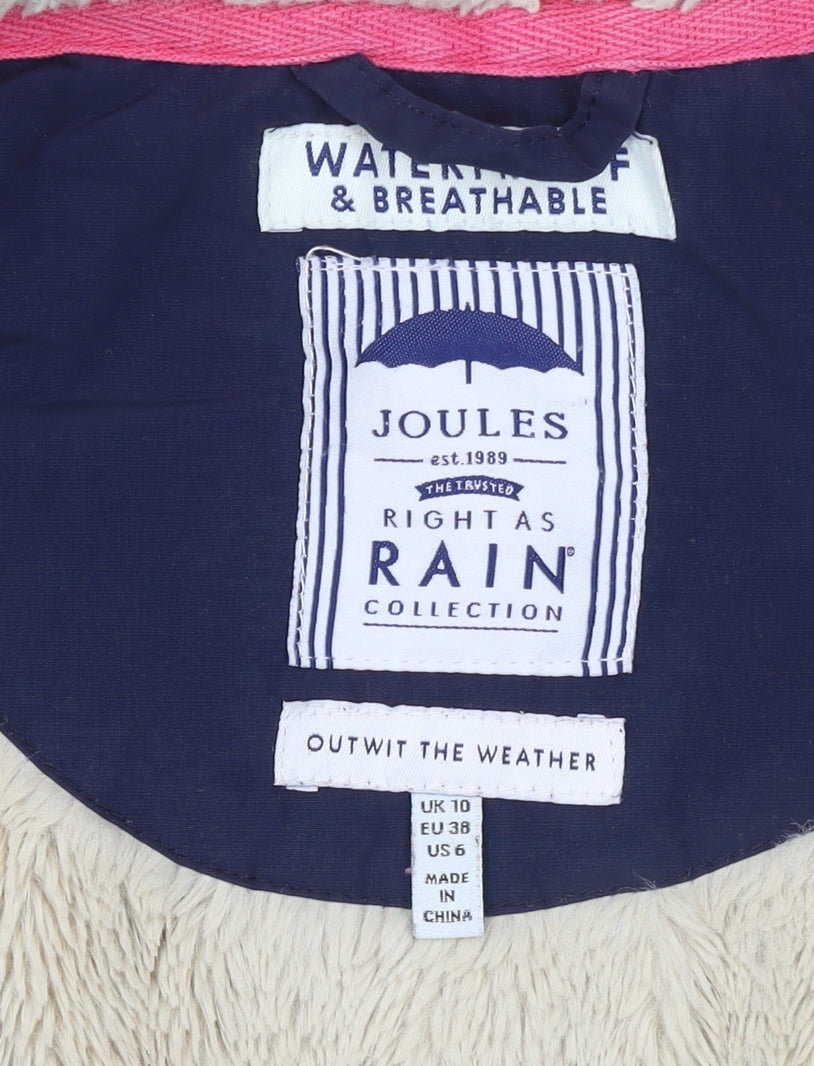 WATERPROOF
& BREATHABLE
JOULES
est.1989
THE TRUSTED
RIGHT AS
RAIN®
COLLECTION
OUTWIT THE WEATHER
UK 10
EU 38
US 6
MADE
IN
CHINA